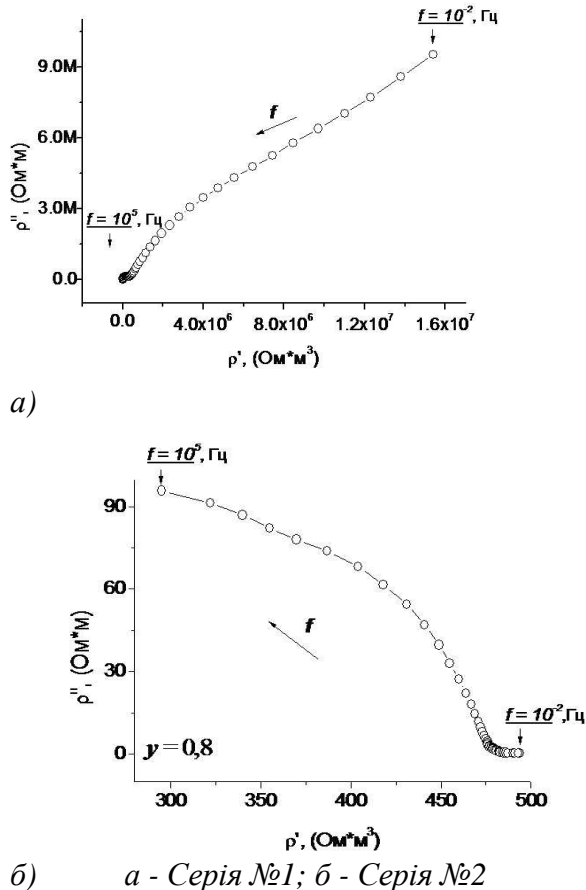 f = 10⁻², Гц
9.0M
6.0M
3.0M
0.0
ρ'', (Ом*м)
f
f = 10⁵, Гц
0.0 4.0x10⁶ 8.0x10⁶ 1.2x10⁷ 1.6x10⁷
ρ', (Ом*м³)
а)
f = 10⁵, Гц
90
60
30
0
ρ'', (Ом*м)
f
f = 10⁻², Гц
y = 0,8
300 350 400 450 500
ρ', (Ом*м³)
б) а - Серія №1; б - Серія №2